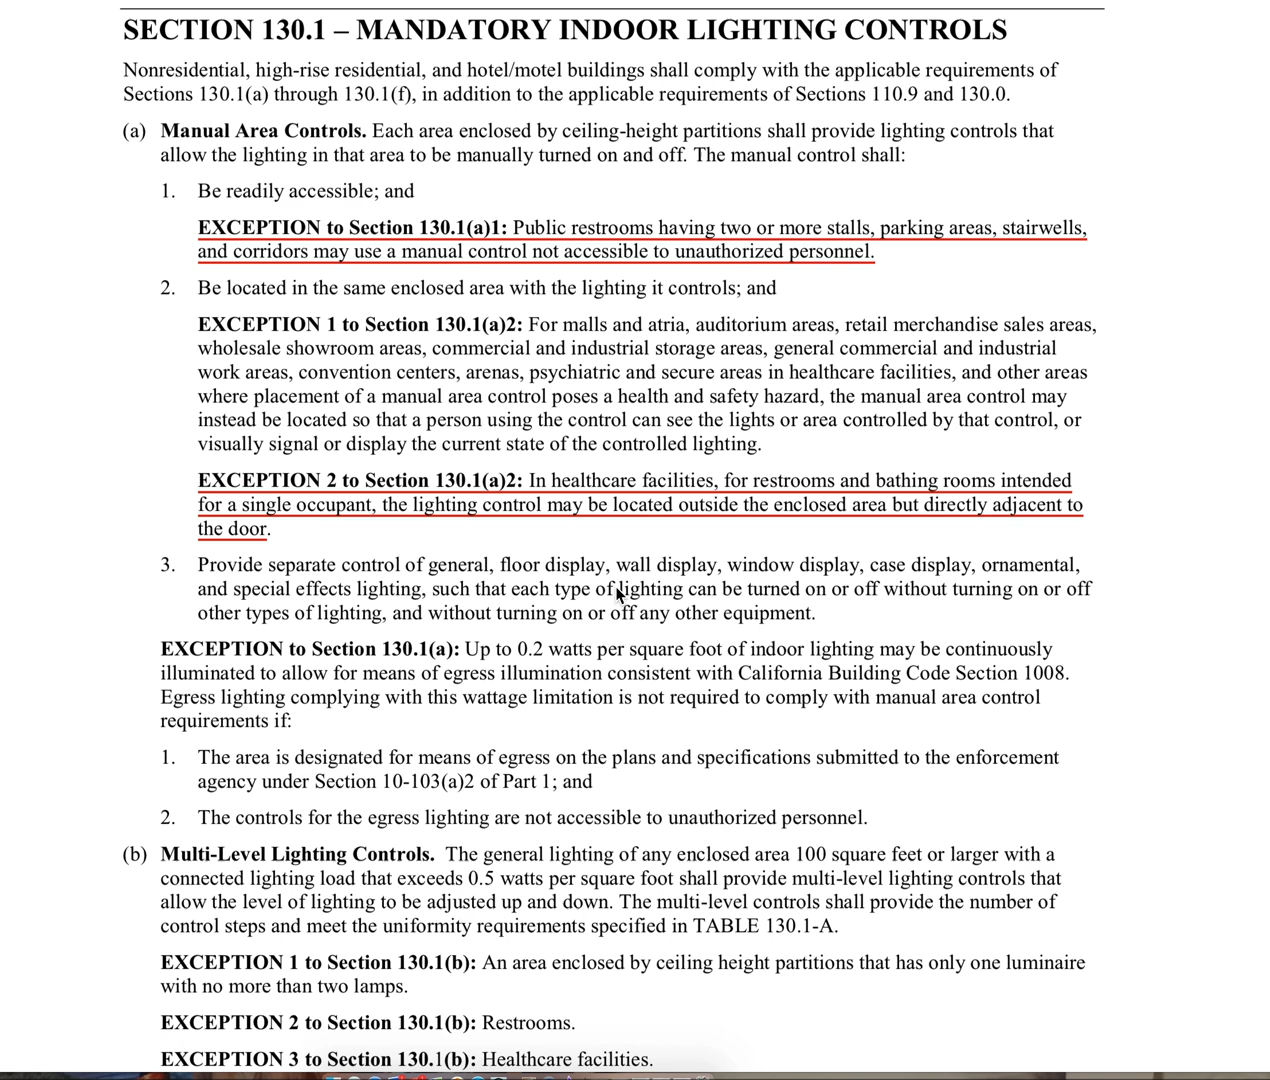 SECTION 130.1 – MANDATORY INDOOR LIGHTING CONTROLS
Nonresidential, high-rise residential, and hotel/motel buildings shall comply with the applicable requirements of
Sections 130.1(a) through 130.1(f), in addition to the applicable requirements of Sections 110.9 and 130.0.
(a) Manual Area Controls. Each area enclosed by ceiling-height partitions shall provide lighting controls that
allow the lighting in that area to be manually turned on and off. The manual control shall:
1. Be readily accessible; and
EXCEPTION to Section 130.1(a)1: Public restrooms having two or more stalls, parking areas, stairwells,
and corridors may use a manual control not accessible to unauthorized personnel.
2. Be located in the same enclosed area with the lighting it controls; and
EXCEPTION 1 to Section 130.1(a)2: For malls and atria, auditorium areas, retail merchandise sales areas,
wholesale showroom areas, commercial and industrial storage areas, general commercial and industrial
work areas, convention centers, arenas, psychiatric and secure areas in healthcare facilities, and other areas
where placement of a manual area control poses a health and safety hazard, the manual area control may
instead be located so that a person using the control can see the lights or area controlled by that control, or
visually signal or display the current state of the controlled lighting.
EXCEPTION 2 to Section 130.1(a)2: In healthcare facilities, for restrooms and bathing rooms intended
for a single occupant, the lighting control may be located outside the enclosed area but directly adjacent to
the door.
3. Provide separate control of general, floor display, wall display, window display, case display, ornamental,
and special effects lighting, such that each type of lighting can be turned on or off without turning on or off
other types of lighting, and without turning on or off any other equipment.
EXCEPTION to Section 130.1(a): Up to 0.2 watts per square foot of indoor lighting may be continuously
illuminated to allow for means of egress illumination consistent with California Building Code Section 1008.
Egress lighting complying with this wattage limitation is not required to comply with manual area control
requirements if:
1. The area is designated for means of egress on the plans and specifications submitted to the enforcement
agency under Section 10-103(a)2 of Part 1; and
2. The controls for the egress lighting are not accessible to unauthorized personnel.
(b) Multi-Level Lighting Controls. The general lighting of any enclosed area 100 square feet or larger with a
connected lighting load that exceeds 0.5 watts per square foot shall provide multi-level lighting controls that
allow the level of lighting to be adjusted up and down. The multi-level controls shall provide the number of
control steps and meet the uniformity requirements specified in TABLE 130.1-A.
EXCEPTION 1 to Section 130.1(b): An area enclosed by ceiling height partitions that has only one luminaire
with no more than two lamps.
EXCEPTION 2 to Section 130.1(b): Restrooms.
EXCEPTION 3 to Section 130.1(b): Healthcare facilities.